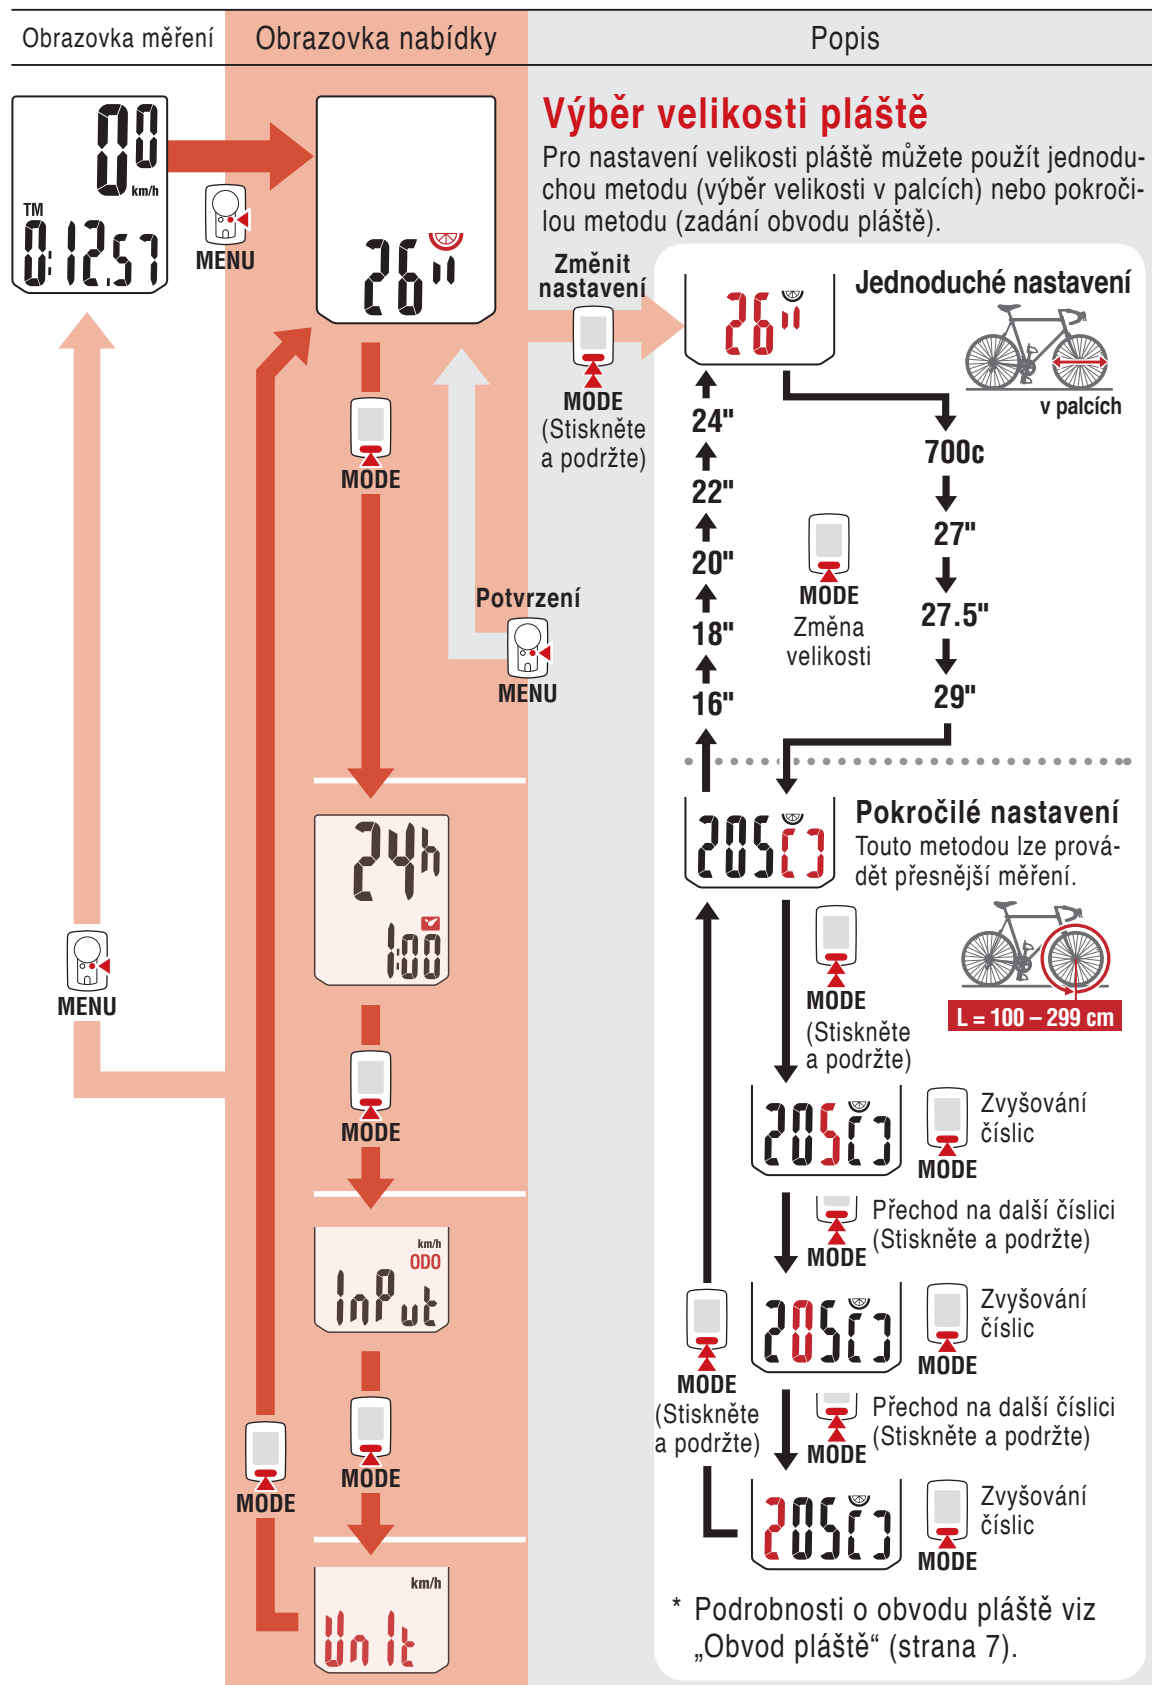 Obrazovka měření
Obrazovka nabídky
Popis
00
km/h
TM
0:12.57
MENU
26"
Výběr velikosti pláště
Pro nastavení velikosti pláště můžete použít jednodu-
chou metodu (výběr velikosti v palcích) nebo pokroči-
lou metodu (zadání obvodu pláště).
Změnit
nastavení
MODE
(Stiskněte
a podržte)
26"
Jednoduché nastavení
v palcích
24"
22"
20"
18"
16"
700c
27"
27.5"
29"
MODE
Změna
velikosti
MODE
Potvrzení
MENU
24h
1:00
MENU
MODE
km/h
ODO
InPut
MODE
MODE
km/h
UnIt
205
Pokročilé nastavení
Touto metodou lze prová-
dět přesnější měření.
L = 100 – 299 cm
MODE
(Stiskněte
a podržte)
205
Zvyšování
číslic
MODE
Přechod na další číslici
(Stiskněte a podržte)
MODE
205
Zvyšování
číslic
MODE
MODE
(Stiskněte
a podržte)
Přechod na další číslici
(Stiskněte a podržte)
MODE
205
Zvyšování
číslic
MODE
* Podrobnosti o obvodu pláště viz
„Obvod pláště“ (strana 7).